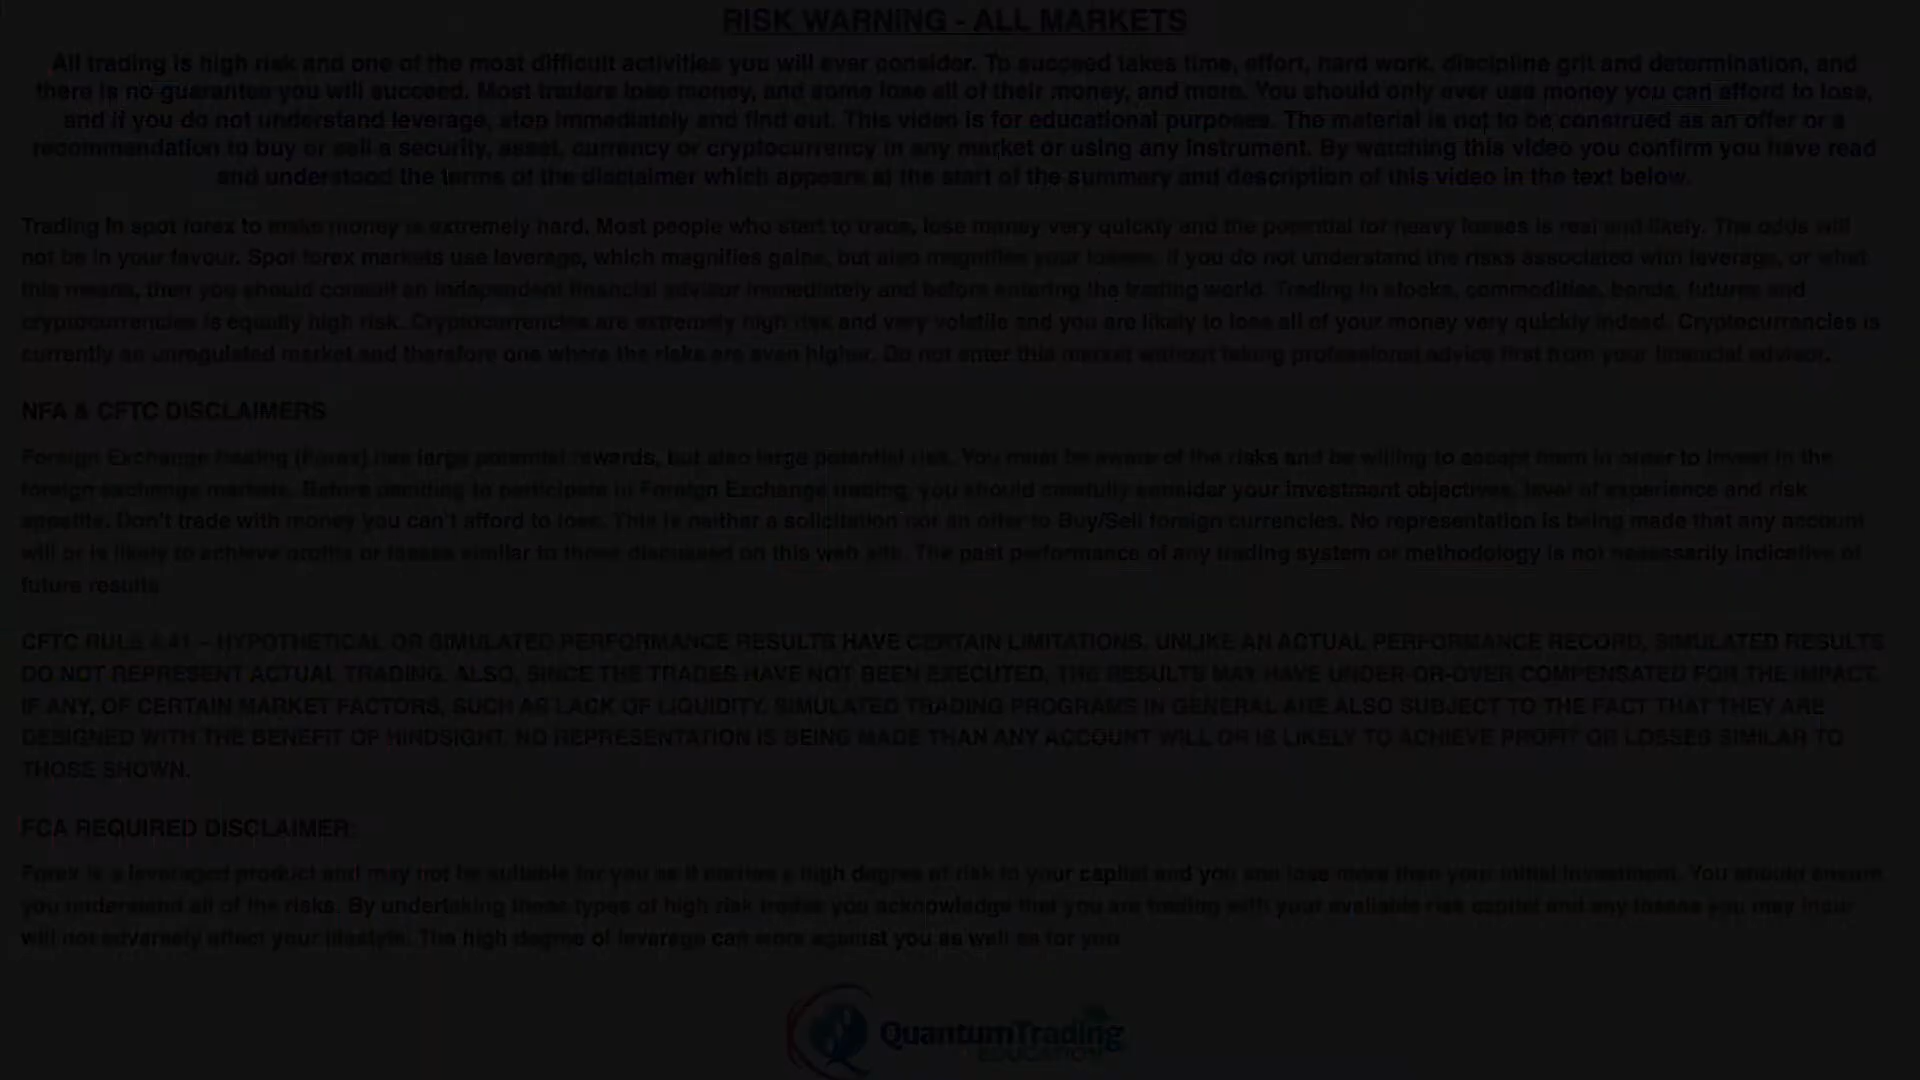 RISK WARNING - ALL MARKETS
All trading is high risk and one of the most difficult activities you will ever consider. To succeed takes time, effort, hard work, discipline grit and determination, and
there is no guarantee you will succeed. Most traders lose money, and some lose all of their money, and more. You should only ever use money you can afford to lose,
and if you do not understand leverage, stop immediately and find out. This video is for educational purposes. The material is not to be construed as an offer or a
recommendation to buy or sell a security, asset, currency or cryptocurrency in any market or using any instrument. By watching this video you confirm you have read
and understood the terms of the disclaimer which appears at the start of the summary and description of this video in the text below.
Trading in spot forex to make money is extremely hard. Most people who start to trade, lose money very quickly and the potential for heavy losses is real and likely. The odds will
not be in your favour. Spot forex markets use leverage, which magnifies gains, but also magnifies your losses. If you do not understand the risks associated with leverage, or what
this means, then you should consult an independent financial advisor immediately and before entering the trading world. Trading in stocks, commodities, bonds, futures and
cryptocurrencies is equally high risk. Cryptocurrencies are extremely high risk and very volatile and you are likely to lose all of your money very quickly indeed. Cryptocurrencies is
currently an unregulated market and therefore one where the risks are even higher. Do not enter this market without taking professional advice first from your financial advisor.
NFA & CFTC DISCLAIMERS
Foreign Exchange trading (Forex) has large potential rewards, but also large potential risk. You must be aware of the risks and be willing to accept them in order to invest in the
foreign exchange markets. Before deciding to participate in Foreign Exchange trading, you should carefully consider your investment objectives, level of experience and risk
appetite. Don't trade with money you can't afford to lose. This is neither a solicitation nor an offer to Buy/Sell foreign currencies. No representation is being made that any account
will or is likely to achieve profits or losses similar to those discussed on this web site. The past performance of any trading system or methodology is not necessarily indicative of
future results
CFTC RULE 4.41 - HYPOTHETICAL OR SIMULATED PERFORMANCE RESULTS HAVE CERTAIN LIMITATIONS. UNLIKE AN ACTUAL PERFORMANCE RECORD, SIMULATED RESULTS
DO NOT REPRESENT ACTUAL TRADING. ALSO, SINCE THE TRADES HAVE NOT BEEN EXECUTED, THE RESULTS MAY HAVE UNDER-OR-OVER COMPENSATED FOR THE IMPACT,
IF ANY, OF CERTAIN MARKET FACTORS, SUCH AS LACK OF LIQUIDITY. SIMULATED TRADING PROGRAMS IN GENERAL ARE ALSO SUBJECT TO THE FACT THAT THEY ARE
DESIGNED WITH THE BENEFIT OF HINDSIGHT. NO REPRESENTATION IS BEING MADE THAN ANY ACCOUNT WILL OR IS LIKELY TO ACHIEVE PROFIT OR LOSSES SIMILAR TO
THOSE SHOWN.
FCA REQUIRED DISCLAIMER:
Forex is a leveraged product and may not be suitable for you as it carries a high degree of risk to your capital and you can lose more than your initial investment. You should ensure
you understand all of the risks. By undertaking these types of high risk trades you acknowledge that you are trading with your available risk capital and any losses you may incur
will not adversely affect your lifestyle. The high degree of leverage can work against you as well as for you
QuantumTrading
EDUCATION